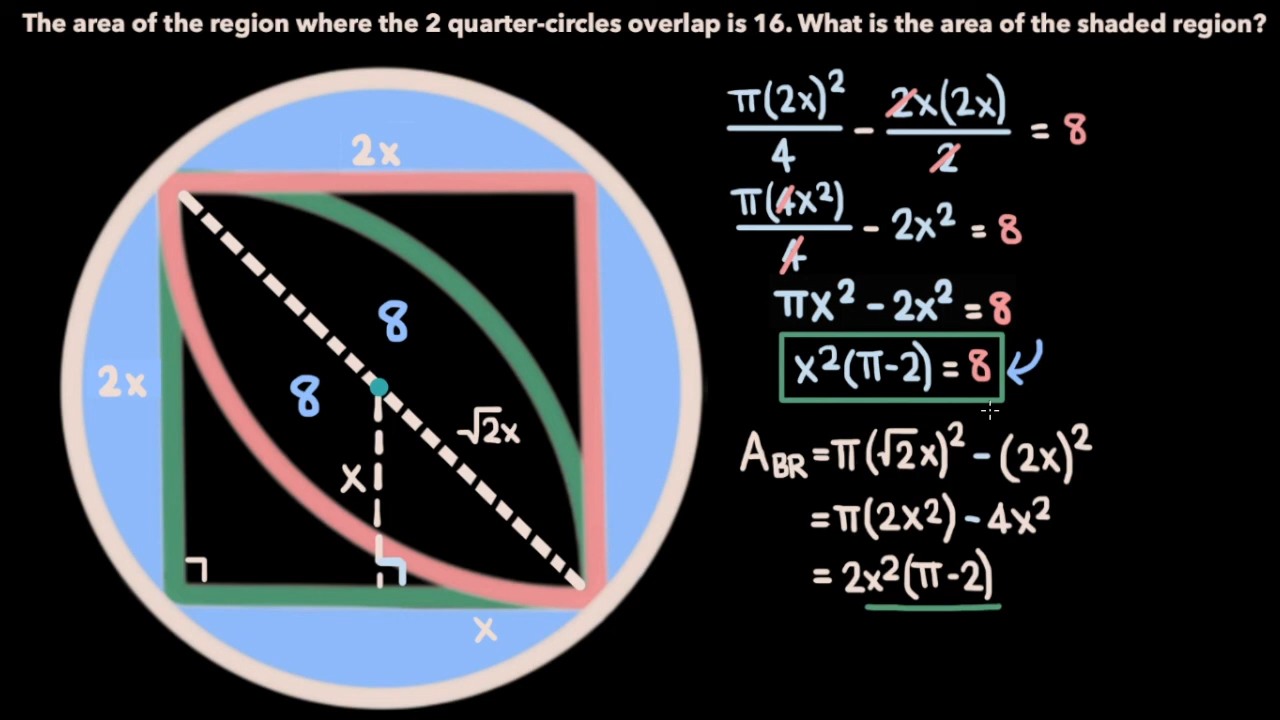 The area of the region where the 2 quarter-circles overlap is 16. What is the area of the shaded region?
2x
2x
8
8
√2x
x
x
π(2x)²/4 - 2x(2x)/2 = 8
π(4x²)/4 - 2x² = 8
πx² - 2x² = 8
x²(π-2) = 8
A_BR = π(√2x)² - (2x)²
= π(2x²) - 4x²
= 2x²(π-2)